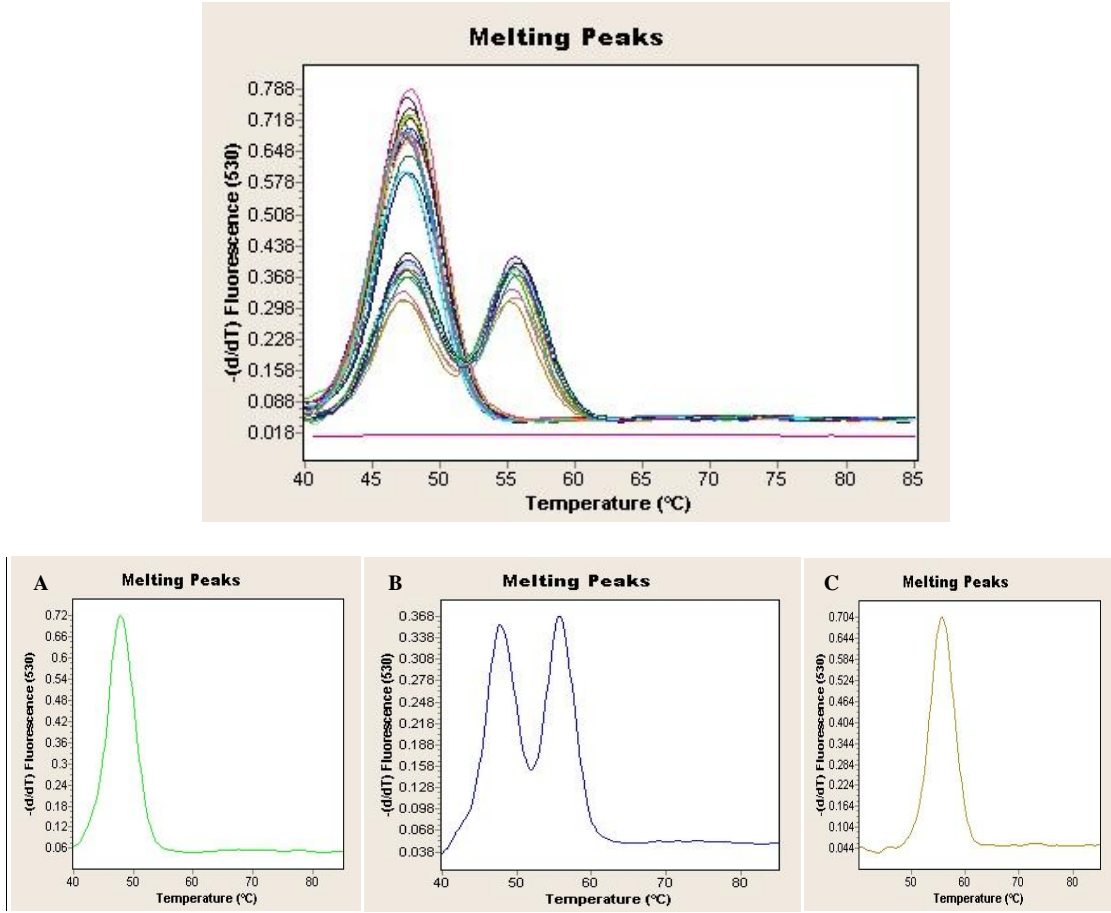 Melting Peaks
-(d/dT) Fluorescence (530)
0.788
0.718
0.648
0.578
0.508
0.438
0.368
0.298
0.228
0.158
0.088
0.018
40 45 50 55 60 65 70 75 80 85
Temperature (°C)
A
Melting Peaks
-(d/dT) Fluorescence (530)
0.72
0.66
0.6
0.54
0.48
0.42
0.36
0.3
0.24
0.18
0.12
0.06
40 50 60 70 80
Temperature (°C)
B
Melting Peaks
-(d/dT) Fluorescence (530)
0.368
0.338
0.308
0.278
0.248
0.218
0.188
0.158
0.128
0.098
0.068
0.038
40 50 60 70 80
Temperature (°C)
C
Melting Peaks
-(d/dT) Fluorescence (530)
0.704
0.644
0.584
0.524
0.464
0.404
0.344
0.284
0.224
0.164
0.104
0.044
50 60 70 80
Temperature (°C)